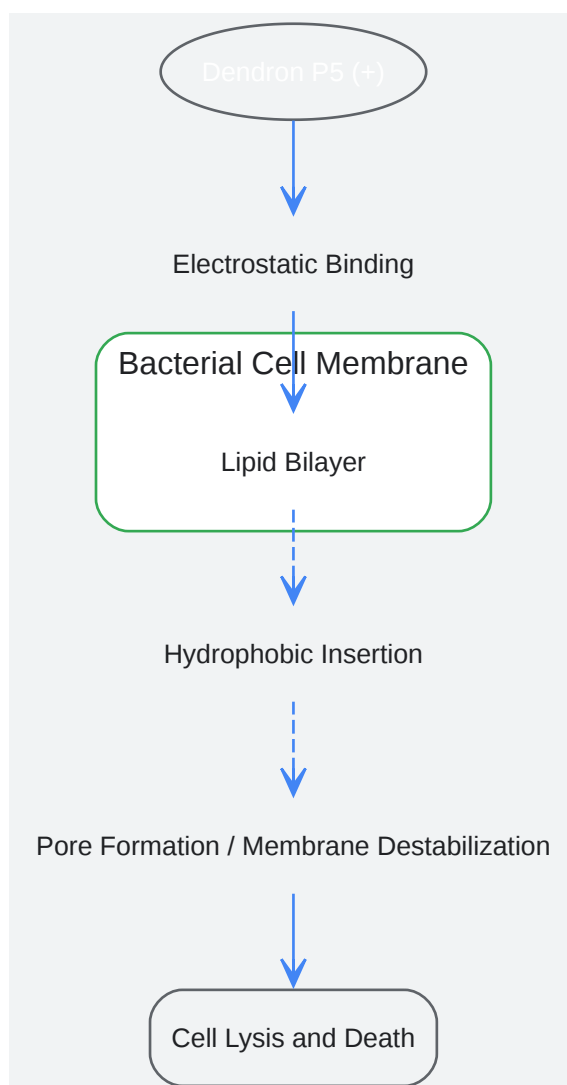 Dendron P5 (+)
Electrostatic Binding
Bacterial Cell Membrane
Lipid Bilayer
Hydrophobic Insertion
Pore Formation / Membrane Destabilization
Cell Lysis and Death